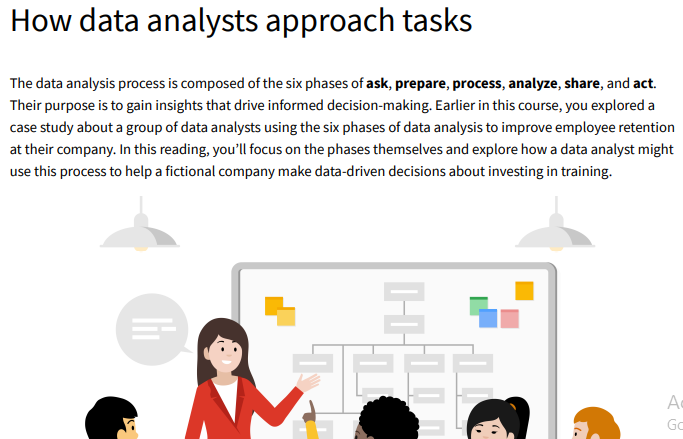 How data analysts approach tasks
The data analysis process is composed of the six phases of ask, prepare, process, analyze, share, and act.
Their purpose is to gain insights that drive informed decision-making. Earlier in this course, you explored a
case study about a group of data analysts using the six phases of data analysis to improve employee retention
at their company. In this reading, you’ll focus on the phases themselves and explore how a data analyst might
use this process to help a fictional company make data-driven decisions about investing in training.